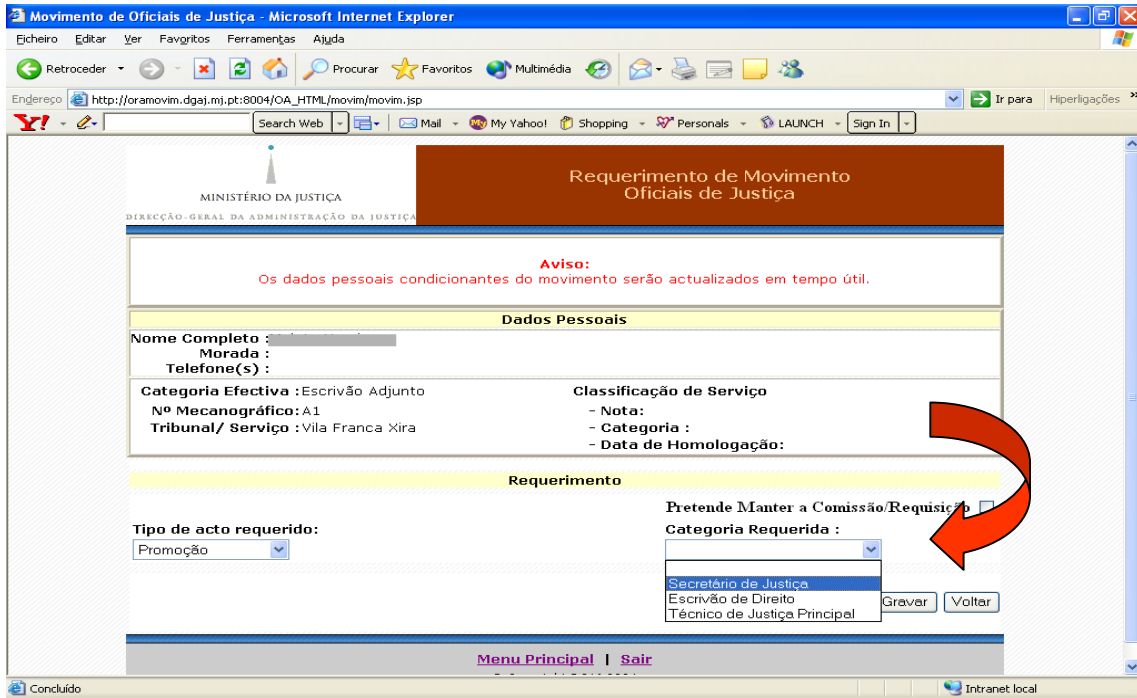 Movimento de Oficiais de Justiça - Microsoft Internet Explorer
Ficheiro Editar Ver Favoritos Ferramentas Ajuda
Retroceder Procurar Favoritos Multimédia
Endereço http://oramovim.dgaj.mj.pt:8004/OA_HTML/movim/movim.jsp Ir para Hiperligações »
Y! Search Web Mail My Yahoo! Shopping Personals LAUNCH Sign In
MINISTÉRIO DA JUSTIÇA
DIRECÇÃO-GERAL DA ADMINISTRAÇÃO DA JUSTIÇA
Requerimento de Movimento
Oficiais de Justiça
Aviso:
Os dados pessoais condicionantes do movimento serão actualizados em tempo útil.
Dados Pessoais
Nome Completo :
Morada :
Telefone(s) :
Categoria Efectiva : Escrivão Adjunto
Nº Mecanográfico: A1
Tribunal/ Serviço : Vila Franca Xira
Classificação de Serviço
- Nota:
- Categoria :
- Data de Homologação:
Requerimento
Pretende Manter a Comissão/Requisição
Tipo de acto requerido:
Promoção
Categoria Requerida :
Secretário de Justiça
Escrivão de Direito
Técnico de Justiça Principal
Gravar Voltar
Menu Principal | Sair
Concluído Intranet local